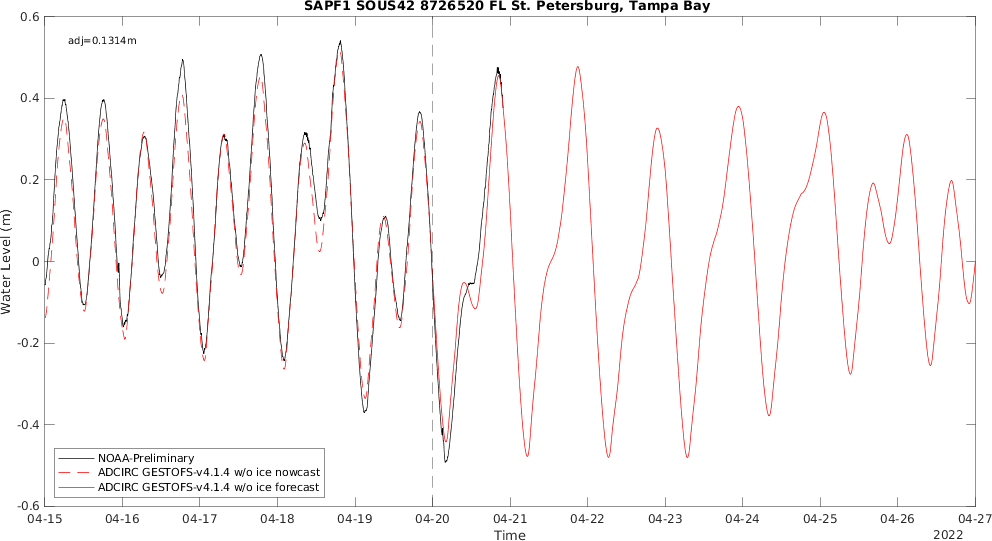 SAPF1 SOUS42 8726520 FL St. Petersburg, Tampa Bay
adj=0.1314m
0.6
0.4
0.2
0
-0.2
-0.4
-0.6
Water Level (m)
NOAA-Preliminary
ADCIRC GESTOFS-v4.1.4 w/o ice nowcast
ADCIRC GESTOFS-v4.1.4 w/o ice forecast
04-15 04-16 04-17 04-18 04-19 04-20 04-21 04-22 04-23 04-24 04-25 04-26 04-27
Time
2022